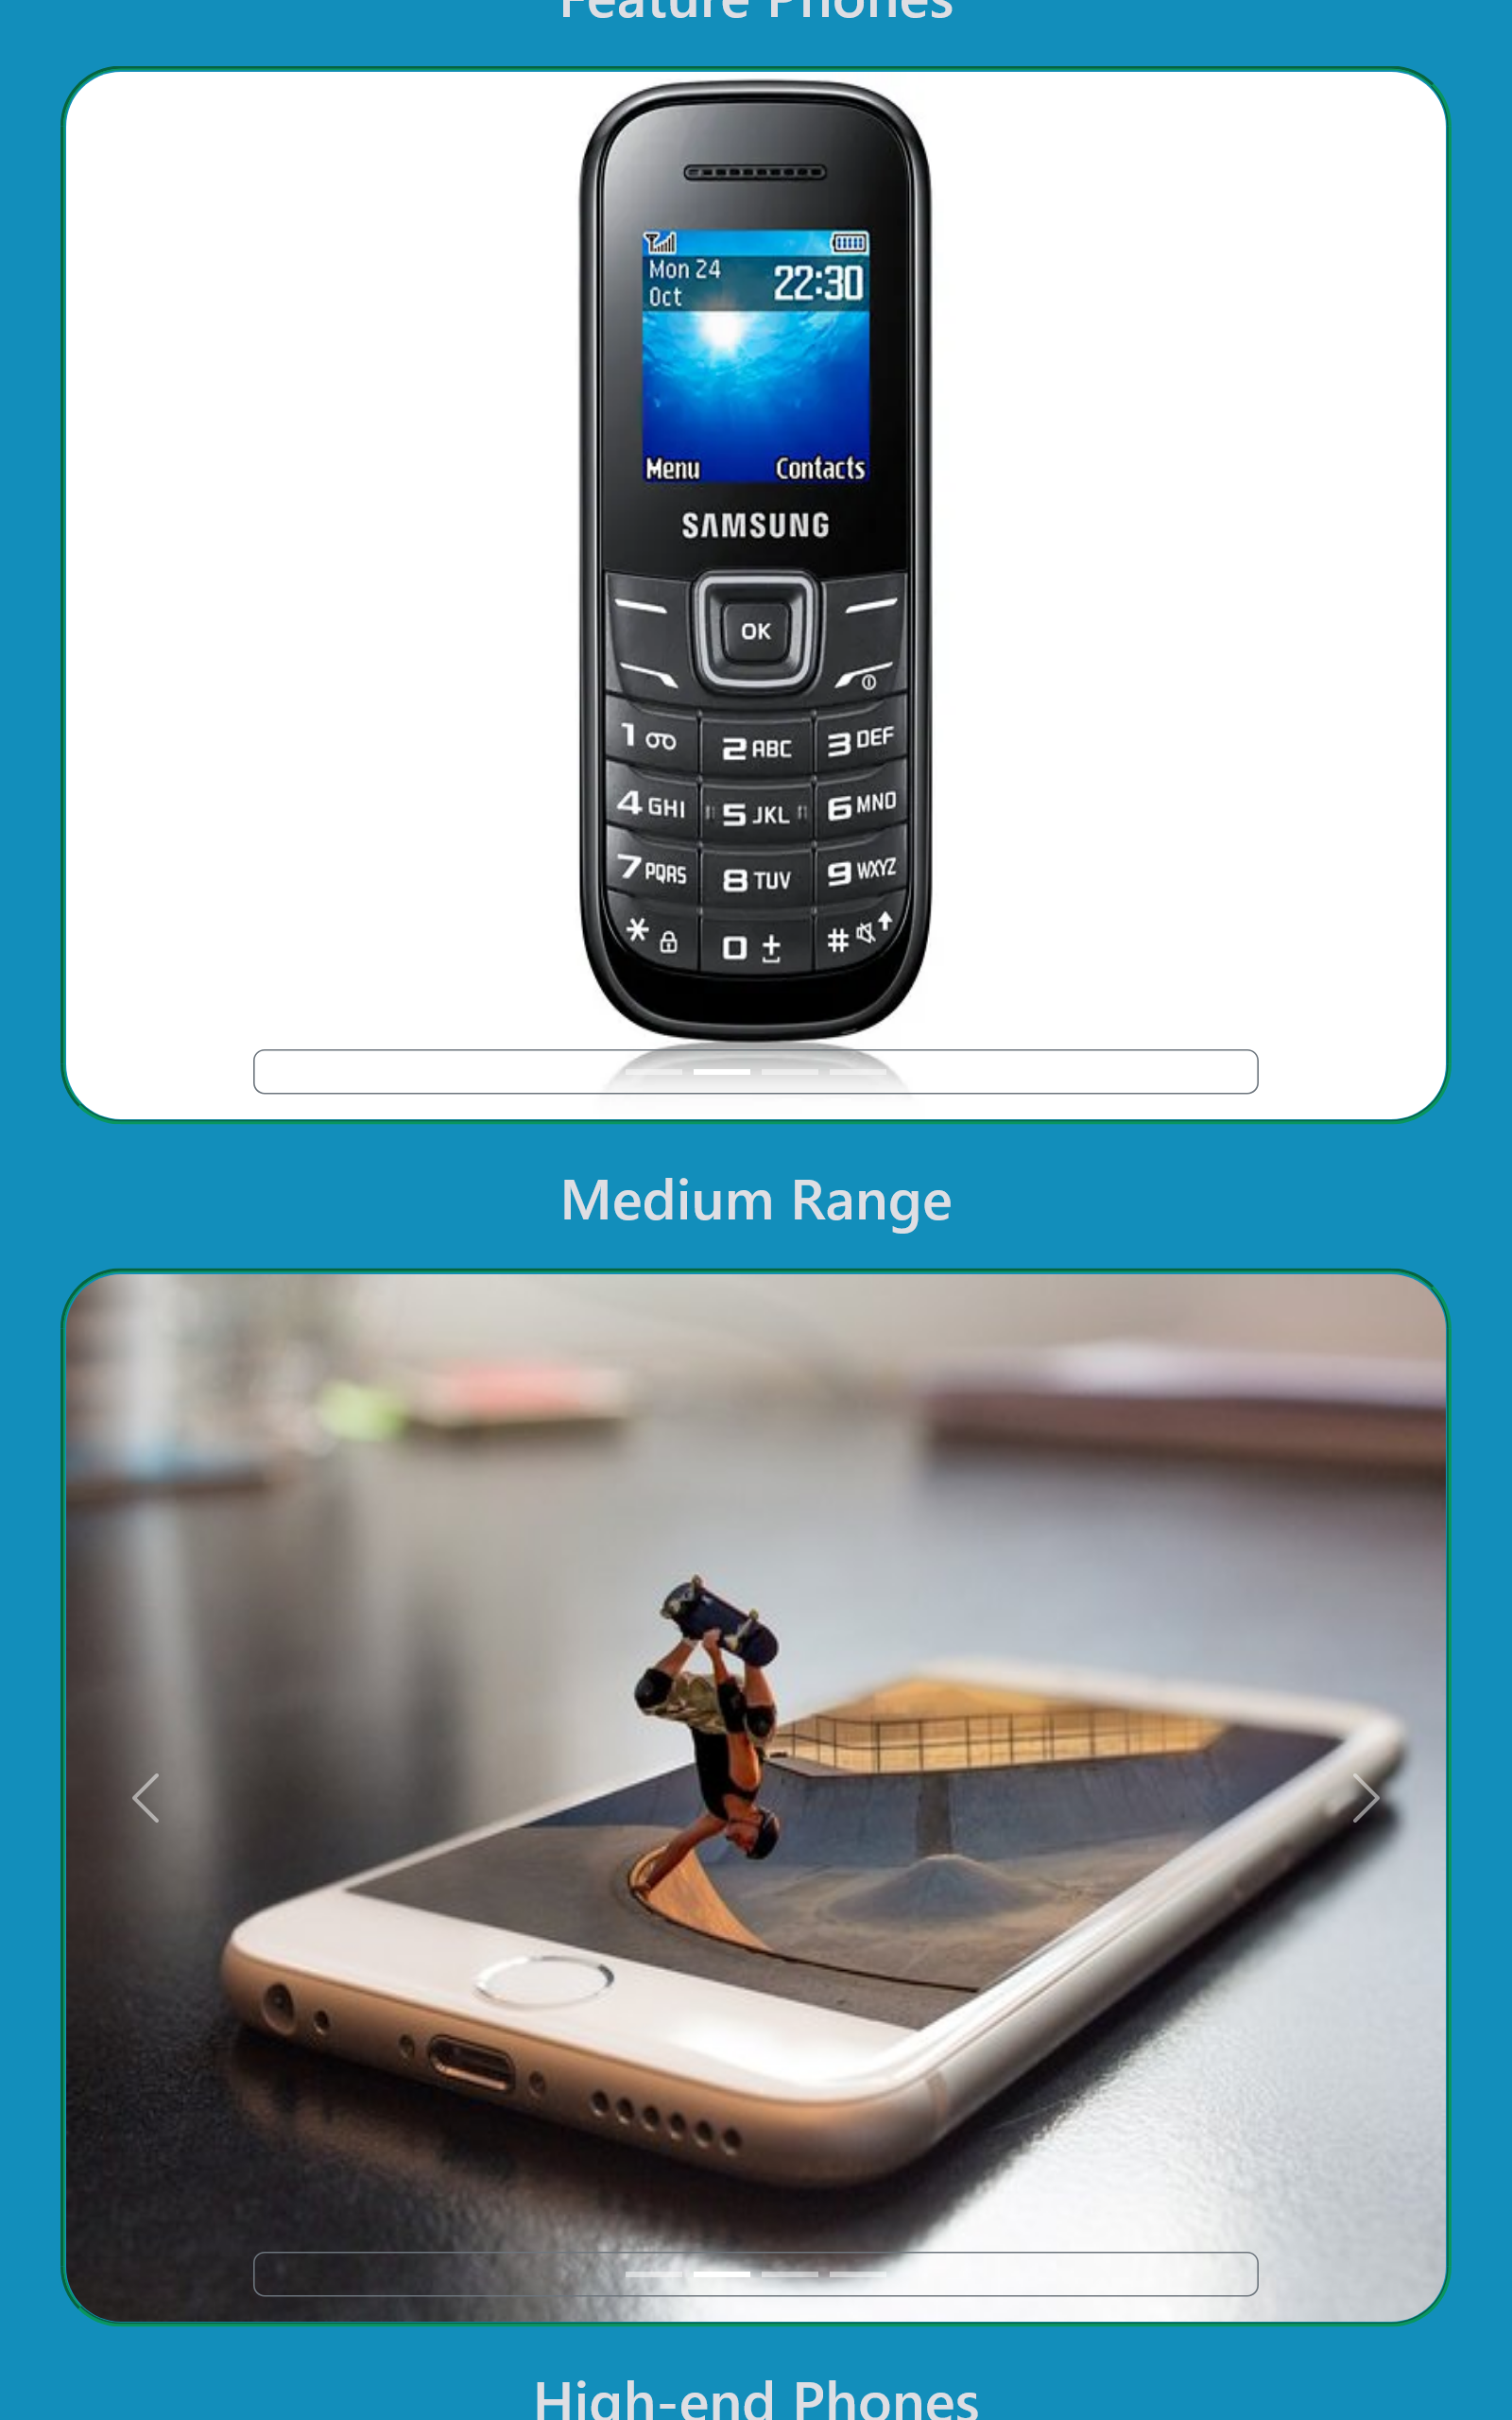 Feature Phones
Mon 24
Oct
22:30
Menu Contacts
SAMSUNG
OK
1
2 ABC
3 DEF
4 GHI
5 JKL
6 MNO
7 PQRS
8 TUV
9 WXYZ
*
0 +
#
Medium Range
High-end Phones